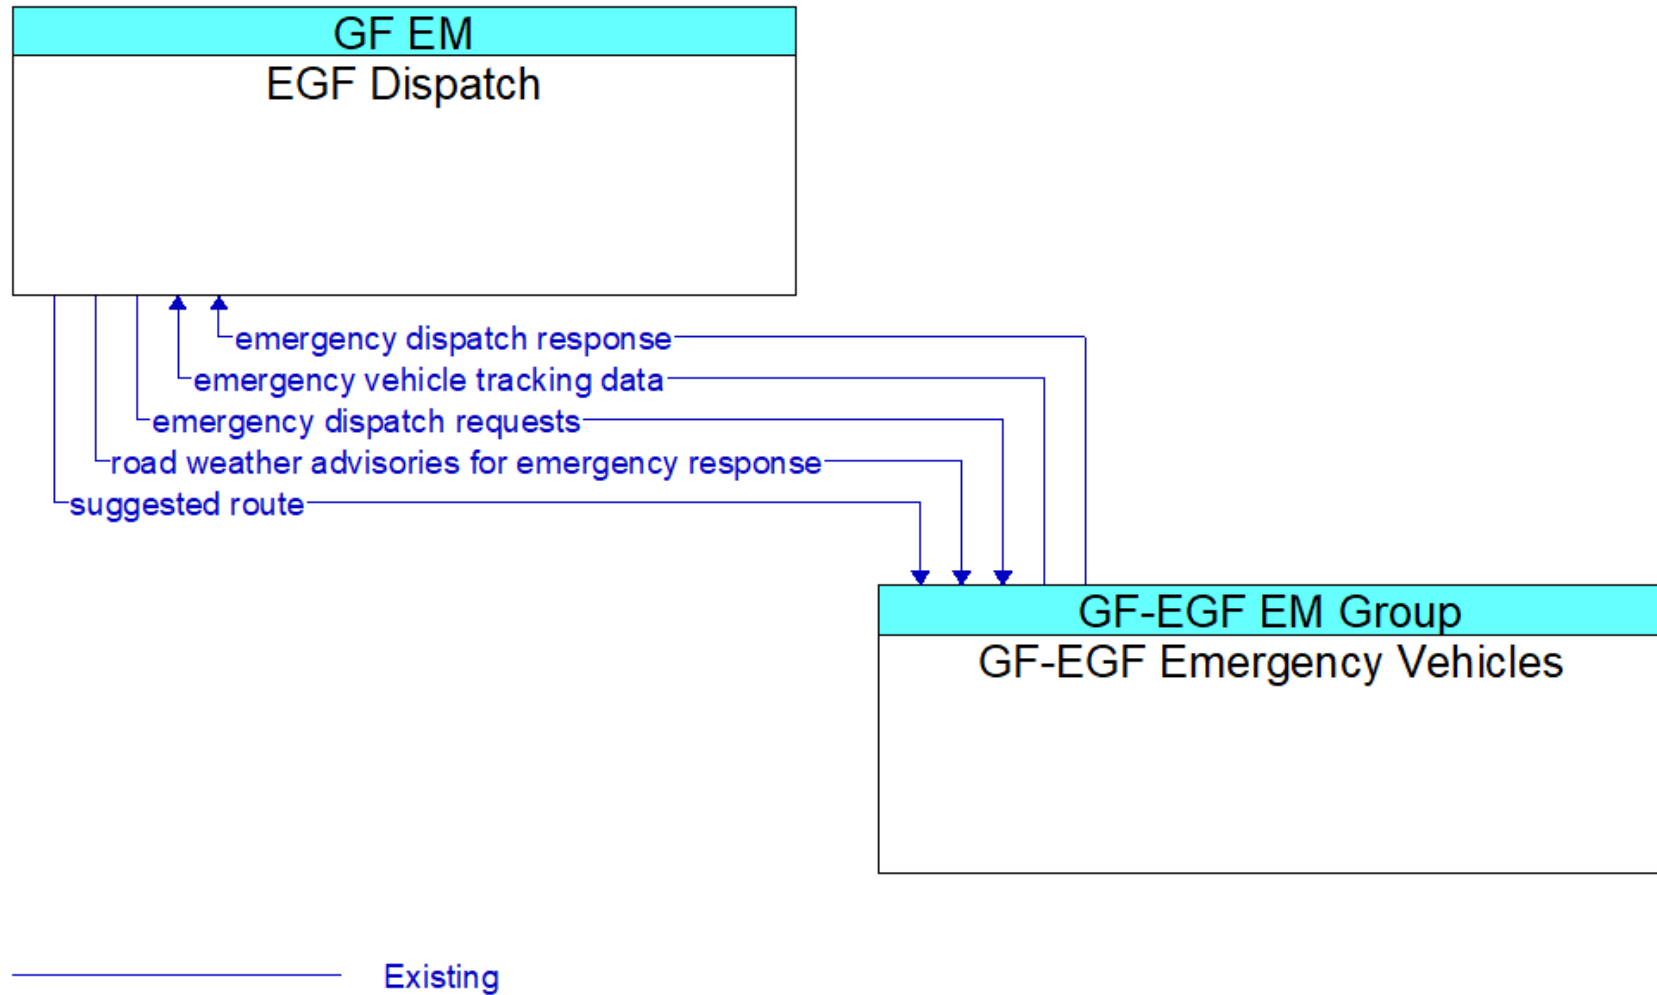 GF EM
EGF Dispatch
emergency dispatch response
emergency vehicle tracking data
emergency dispatch requests
road weather advisories for emergency response
suggested route
GF-EGF EM Group
GF-EGF Emergency Vehicles
Existing